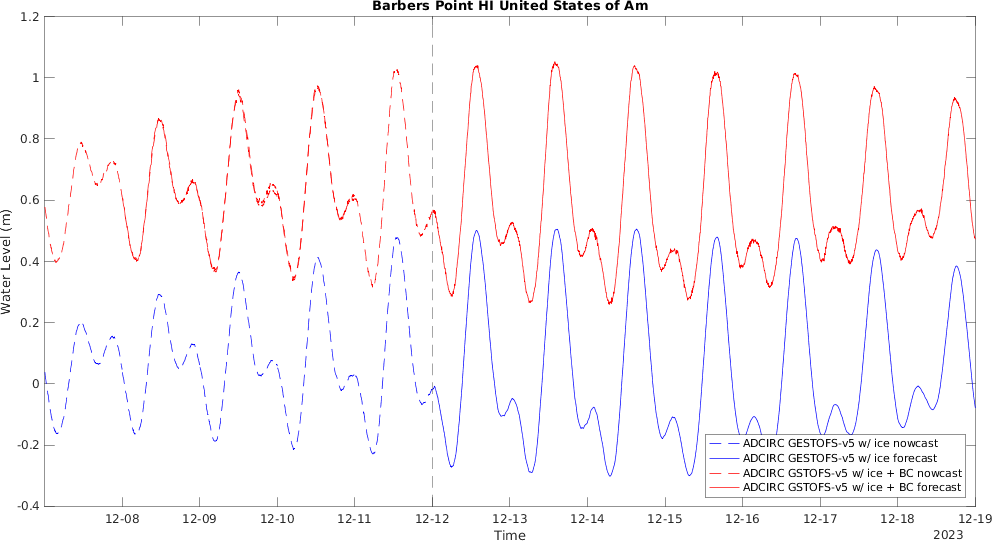 Barbers Point HI United States of Am
1.2
1
0.8
0.6
0.4
0.2
0
-0.2
-0.4
Water Level (m)
ADCIRC GESTOFS-v5 w/ ice nowcast
ADCIRC GESTOFS-v5 w/ ice forecast
ADCIRC GSTOFS-v5 w/ ice + BC nowcast
ADCIRC GSTOFS-v5 w/ ice + BC forecast
12-08 12-09 12-10 12-11 12-12 12-13 12-14 12-15 12-16 12-17 12-18 12-19
Time
2023